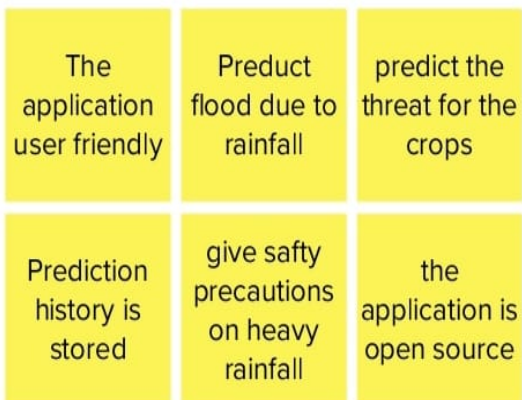 The
application
user friendly
Preduct
flood due to
rainfall
predict the
threat for the
crops
Prediction
history is
stored
give safty
precautions
on heavy
rainfall
the
application is
open source